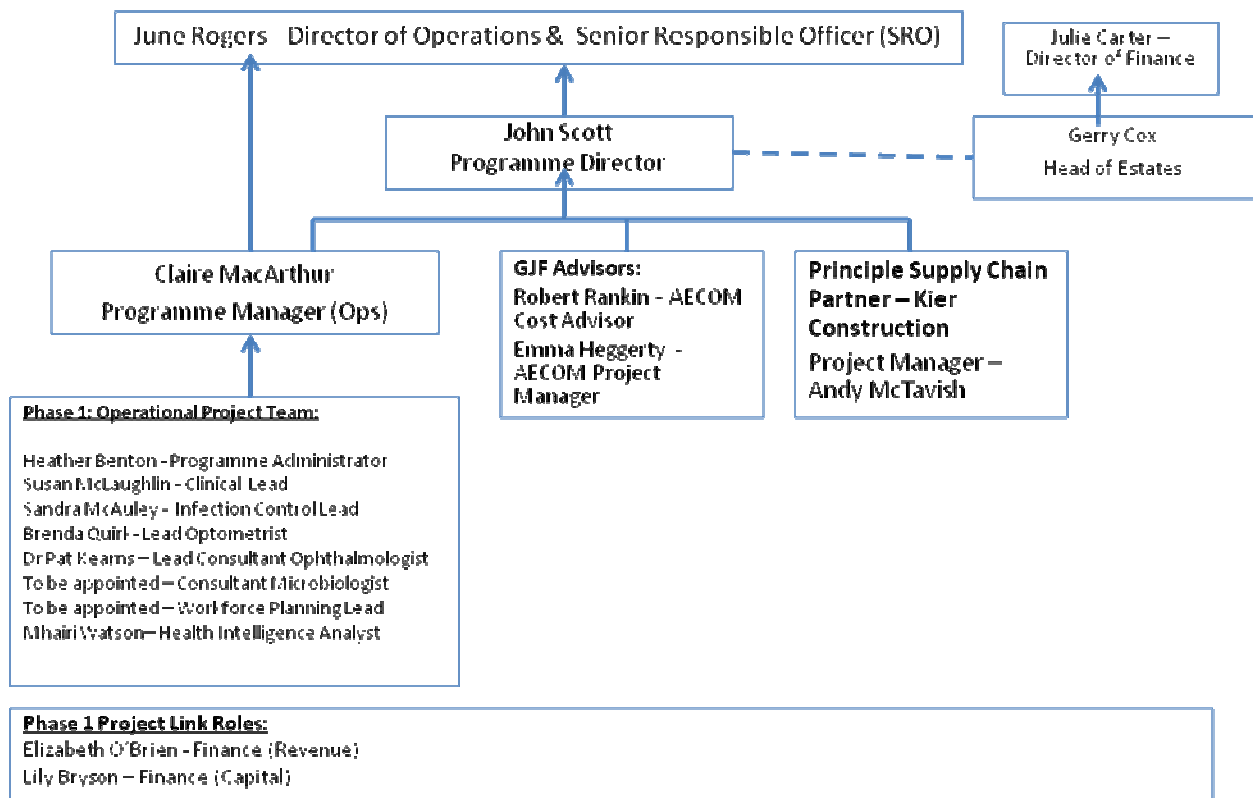 June Rogers Director of Operations & Senior Responsible Officer (SRO)
Julie Carter –
Director of Finance
John Scott
Programme Director
Gerry Cox
Head of Estates
Claire MacArthur
Programme Manager (Ops)
GJF Advisors:
Robert Rankin - AECOM
Cost Advisor
Emma Heggerty -
AECOM Project
Manager
Principle Supply Chain
Partner – Kier
Construction
Project Manager –
Andy McTavish
Phase 1: Operational Project Team:
Heather Benton - Programme Administrator
Susan McLaughlin - Clinical Lead
Sandra McAuley - Infection Control Lead
Brenda Quirk - Lead Optometrist
Dr Pat Kearns – Lead Consultant Ophthalmologist
To be appointed – Consultant Microbiologist
To be appointed – Workforce Planning Lead
Mhairi Watson – Health Intelligence Analyst
Phase 1 Project Link Roles:
Elizabeth O'Brien - Finance (Revenue)
Lily Bryson – Finance (Capital)